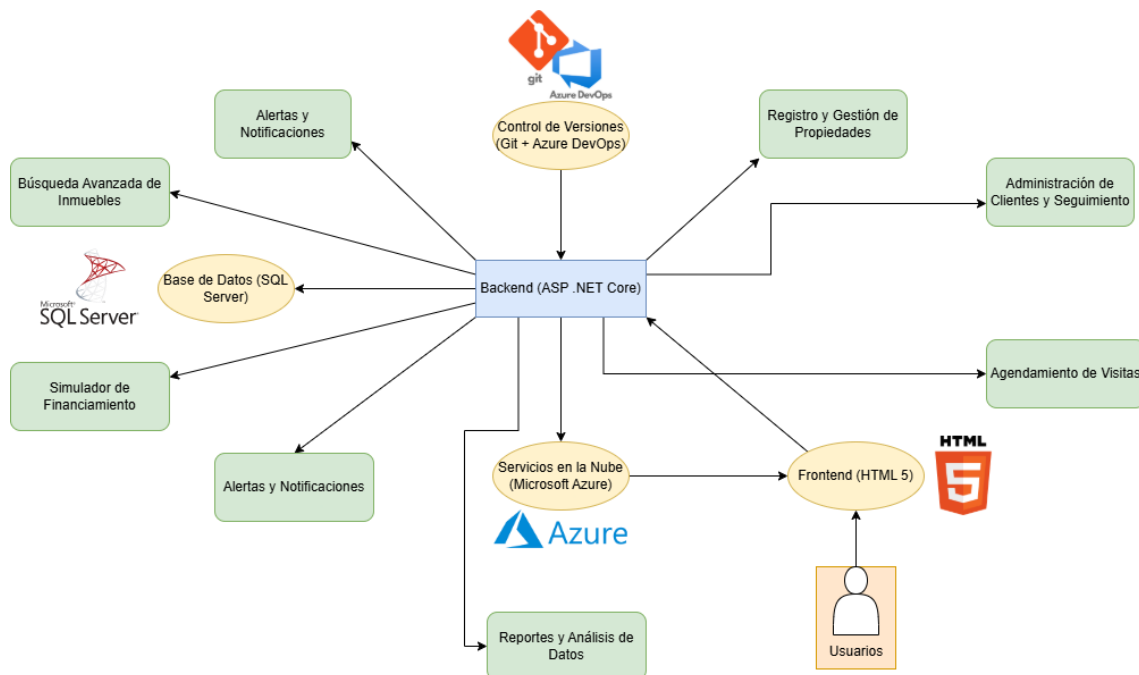 git
Azure DevOps
Control de Versiones
(Git + Azure DevOps)
Alertas y
Notificaciones
Registro y Gestión de
Propiedades
Búsqueda Avanzada de
Inmuebles
Administración de
Clientes y Seguimiento
Microsoft
SQL Server
Base de Datos (SQL
Server)
Backend (ASP .NET Core)
Simulador de
Financiamiento
Agendamiento de Visitas
Alertas y Notificaciones
Servicios en la Nube
(Microsoft Azure)
Frontend (HTML 5)
HTML
5
Azure
Reportes y Análisis de
Datos
Usuarios